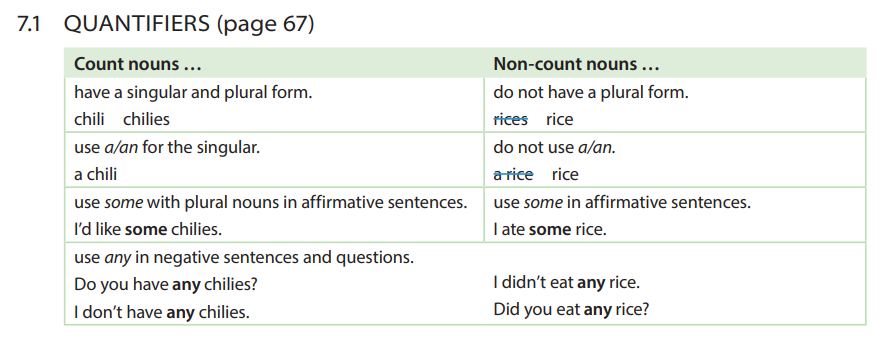 7.1 QUANTIFIERS (page 67)
Count nouns … Non-count nouns …
have a singular and plural form. do not have a plural form.
chili chilies rices rice
use a/an for the singular. do not use a/an.
a chili a rice rice
use some with plural nouns in affirmative sentences. use some in affirmative sentences.
I’d like some chilies. I ate some rice.
use any in negative sentences and questions.
Do you have any chilies? I didn’t eat any rice.
I don’t have any chilies. Did you eat any rice?